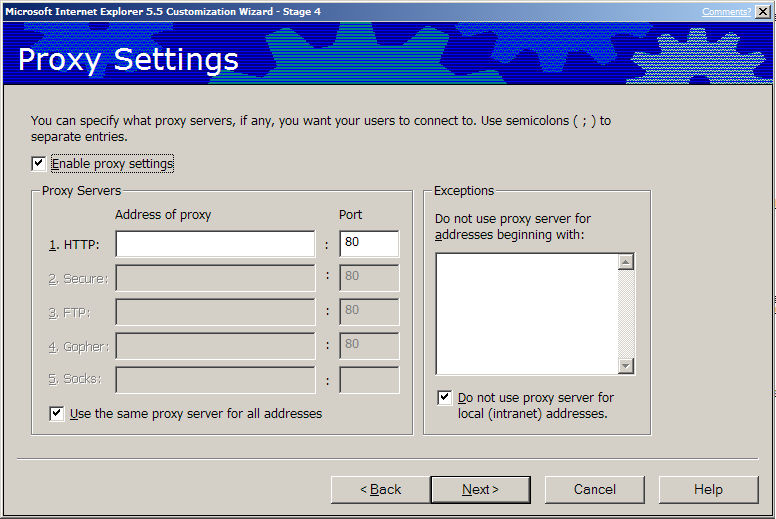 Microsoft Internet Explorer 5.5 Customization Wizard - Stage 4
Comments?
Proxy Settings
You can specify what proxy servers, if any, you want your users to connect to. Use semicolons ( ; ) to
separate entries.
Enable proxy settings
Proxy Servers
Address of proxy
Port
1. HTTP:
:
80
2. Secure:
:
80
3. FTP:
:
80
4. Gopher:
:
80
5. Socks:
:
Use the same proxy server for all addresses
Exceptions
Do not use proxy server for
addresses beginning with:
Do not use proxy server for
local (intranet) addresses.
< Back
Next >
Cancel
Help